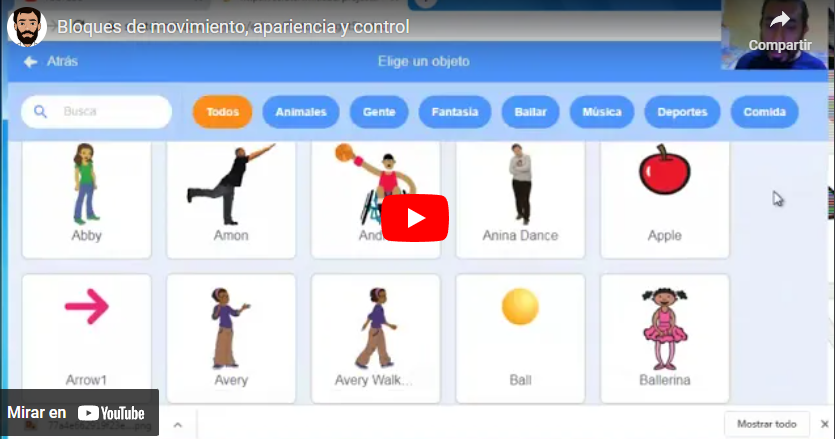 Bloques de movimiento, apariencia y control
Compartir
Atrás
Elige un objeto
Busca
Todos
Animales
Gente
Fantasía
Bailar
Música
Deportes
Comida
Abby
Amon
And
Anina Dance
Apple
Arrow1
Avery
Avery Walk...
Ball
Ballerina
Mirar en YouTube
Mostrar todo